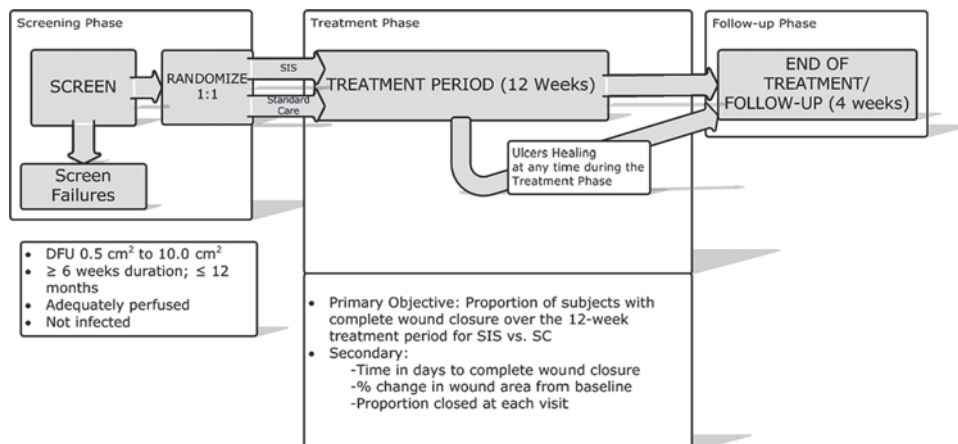 Screening Phase
SCREEN
RANDOMIZE
1:1
Screen
Failures
SIS
Standard
Care
Treatment Phase
TREATMENT PERIOD (12 Weeks)
Ulcers Healing
at any time during the
Treatment Phase
Follow-up Phase
END OF
TREATMENT/
FOLLOW-UP (4 weeks)
• DFU 0.5 cm² to 10.0 cm²
• ≥ 6 weeks duration; ≤ 12
months
• Adequately perfused
• Not infected
• Primary Objective: Proportion of subjects with
complete wound closure over the 12-week
treatment period for SIS vs. SC
• Secondary:
-Time in days to complete wound closure
-% change in wound area from baseline
-Proportion closed at each visit